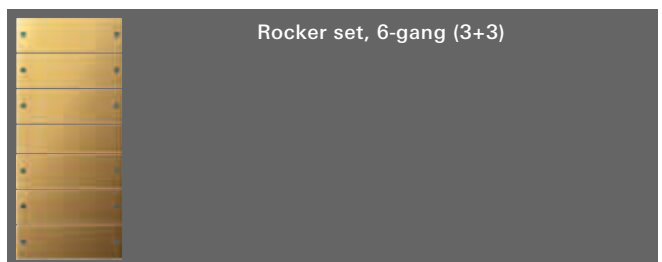 Rocker set, 6-gang (3+3)